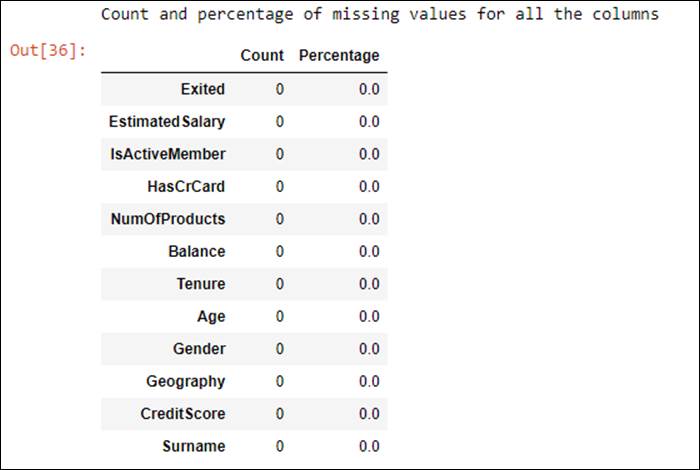 Count and percentage of missing values for all the columns
Out[36]:
Count Percentage
Exited 0 0.0
EstimatedSalary 0 0.0
IsActiveMember 0 0.0
HasCrCard 0 0.0
NumOfProducts 0 0.0
Balance 0 0.0
Tenure 0 0.0
Age 0 0.0
Gender 0 0.0
Geography 0 0.0
CreditScore 0 0.0
Surname 0 0.0